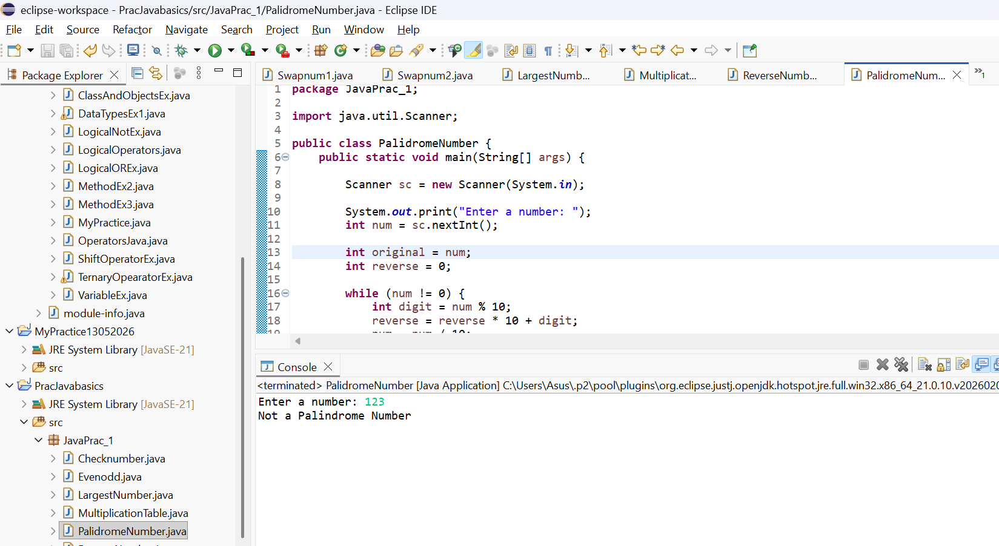 eclipse-workspace - PracJavabasics/src/JavaPrac_1/PalidromeNumber.java - Eclipse IDE
File Edit Source Refactor Navigate Search Project Run Window Help
Package Explorer
ClassAndObjectsEx.java
DataTypesEx1.java
LogicalNotEx.java
LogicalOperators.java
LogicalOREx.java
MethodEx2.java
MethodEx3.java
MyPractice.java
OperatorsJava.java
ShiftOperatorEx.java
TernaryOpearatorEx.java
VariableEx.java
module-info.java
MyPractice13052026
JRE System Library [JavaSE-21]
src
PracJavabasics
JRE System Library [JavaSE-21]
src
JavaPrac_1
Checknumber.java
Evenodd.java
LargestNumber.java
MultiplicationTable.java
PalidromeNumber.java
Swapnum1.java Swapnum2.java LargestNumb... Multiplicat... ReverseNumb... PalidromeNum... »1
1 package JavaPrac_1;
2
3 import java.util.Scanner;
4
5 public class PalidromeNumber {
6 public static void main(String[] args) {
7
8 Scanner sc = new Scanner(System.in);
9
10 System.out.print("Enter a number: ");
11 int num = sc.nextInt();
12
13 int original = num;
14 int reverse = 0;
15
16 while (num != 0) {
17 int digit = num % 10;
18 reverse = reverse * 10 + digit;
Console
<terminated> PalidromeNumber [Java Application] C:\Users\Asus\.p2\pool\plugins\org.eclipse.justj.openjdk.hotspot.jre.full.win32.x86_64_21.0.10.v202602
Enter a number: 123
Not a Palindrome Number